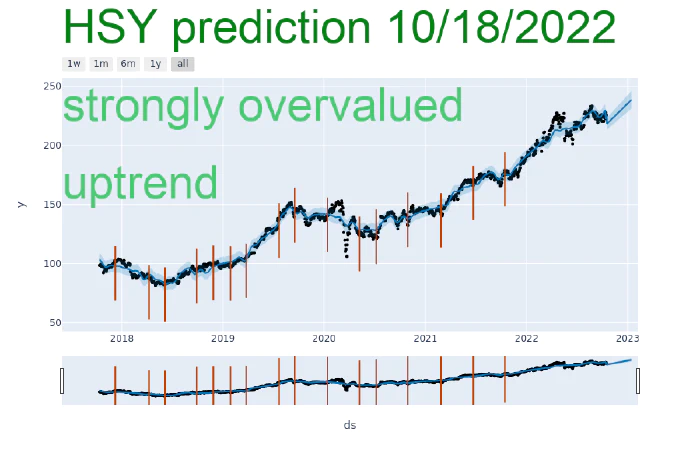 HSY prediction 10/18/2022
1w 1m 6m 1y all
strongly overvalued
uptrend
250
200
150
100
50
y
2018 2019 2020 2021 2022 2023
ds